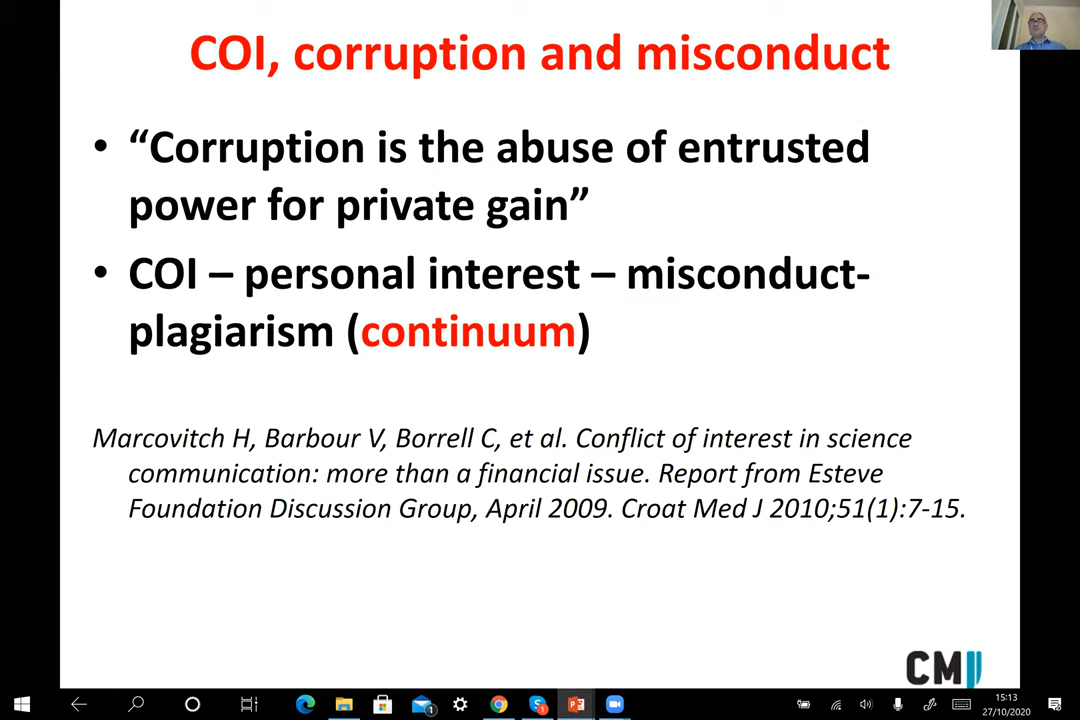 COI, corruption and misconduct
• “Corruption is the abuse of entrusted
power for private gain”
• COI – personal interest – misconduct-
plagiarism (continuum)
Marcovitch H, Barbour V, Borrell C, et al. Conflict of interest in science
communication: more than a financial issue. Report from Esteve
Foundation Discussion Group, April 2009. Croat Med J 2010;51(1):7-15.
CMJ
15:13
27/10/2020